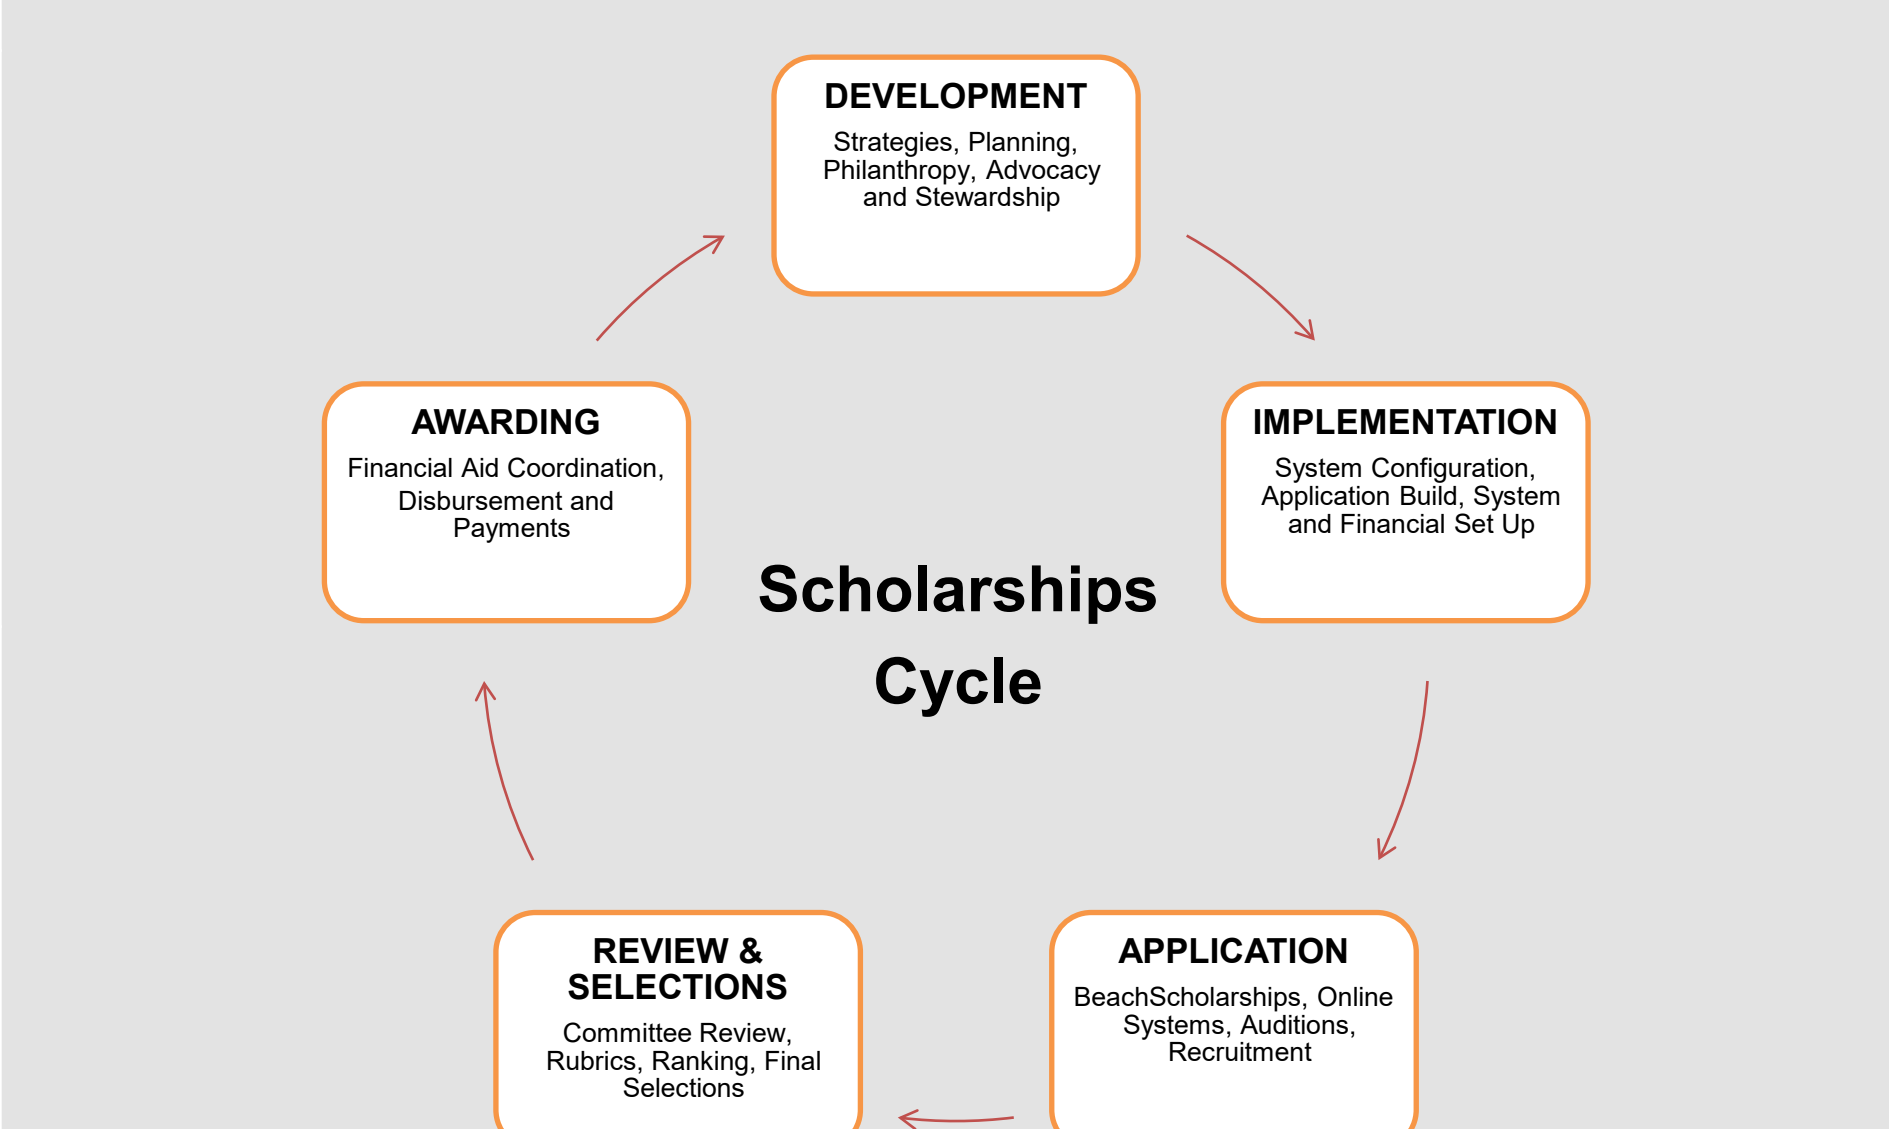 DEVELOPMENT
Strategies, Planning,
Philanthropy, Advocacy
and Stewardship
IMPLEMENTATION
System Configuration,
Application Build, System
and Financial Set Up
APPLICATION
BeachScholarships, Online
Systems, Auditions,
Recruitment
REVIEW &
SELECTIONS
Committee Review,
Rubrics, Ranking, Final
Selections
AWARDING
Financial Aid Coordination,
Disbursement and
Payments
Scholarships
Cycle